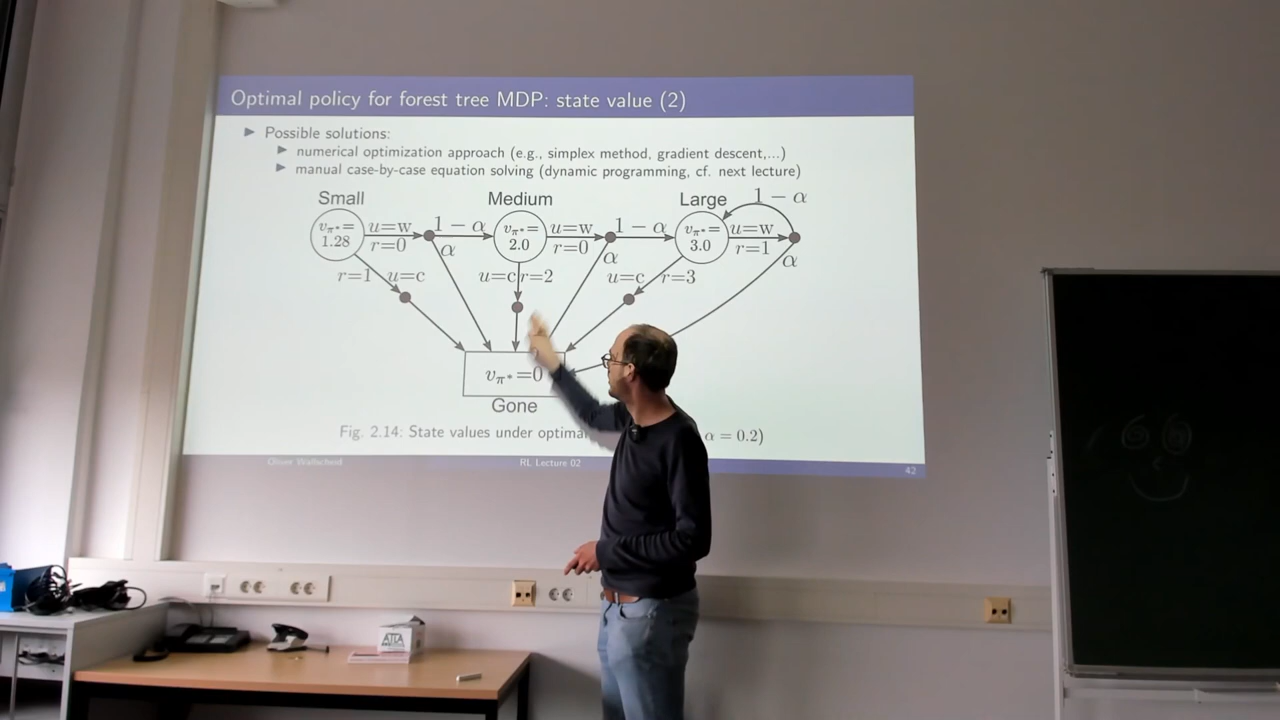 Optimal policy for forest tree MDP: state value (2)
Possible solutions:
numerical optimization approach (e.g., simplex method, gradient descent,...)
manual case-by-case equation solving (dynamic programming, cf. next lecture)
Small Medium Large 1 − α
vπ*= 1.28 u=w r=0 1 − α α vπ*= 2.0 u=w r=0 1 − α α vπ*= 3.0 u=w r=1 α
r=1 u=c u=c r=2 u=c r=3
vπ*=0
Gone
Fig. 2.14: State values under optimal α = 0.2)
Oliver Wallscheid RL Lecture 02 42
ATLA